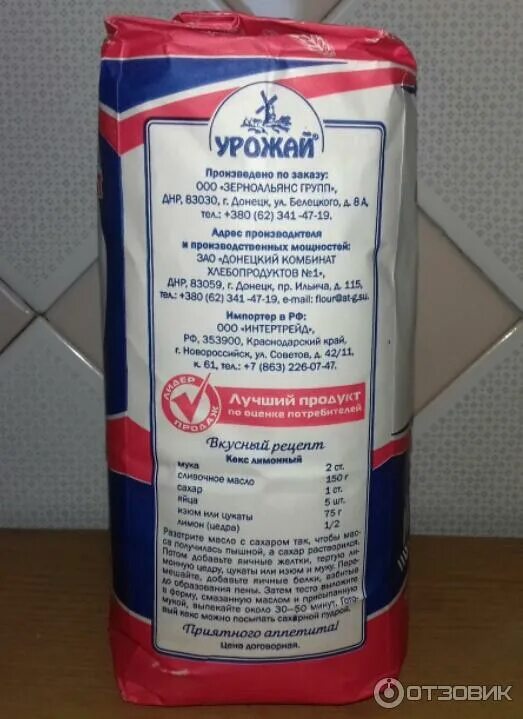 УРОЖАЙ®
Произведено по заказу:
ООО «ЗЕРНОАЛЬЯНС ГРУПП»,
ДНР, 83030, г. Донецк, ул. Белецкого, д. 8 А,
тел.: +380 (62) 341 -47-19.
Адрес производителя
и производственных мощностей:
ЗАО «ДОНЕЦКИЙ КОМБИНАТ
ХЛЕБОПРОДУКТОВ №1»,
ДНР, 83059, г. Донецк, пр. Ильича, д. 115,
тел.: +380 (62) 341 -47-19, e-mail: flour@at-g.su.
Импортер в РФ:
ООО «ИНТЕРТРЕЙД»,
РФ, 353900, Краснодарский край,
г. Новороссийск, ул. Советов, д. 42/11,
к. 61, тел.: +7 (863) 226-07-47.
ЛИДЕР ПРОДАЖ
Лучший продукт
по оценке потребителей
Вкусный рецепт
Кекс лимонный
мука 2 ст.
сливочное масло 150 г
сахар 1 ст.
яйца 5 шт.
изюм или цукаты 75 г
лимон (цедра) 1/2
Разотрите масло с сахаром так, чтобы мас-
са получилась пышной, а сахар растворился.
Потом добавьте яичные желтки, тертую ли-
монную цедру, цукаты или изюм и муку. Пере-
мешайте, добавьте яичные белки, взбитые
до образования пены. Затем тесто выложите
в форму, смазанную маслом и присыпанную
мукой, выпекайте около 30–50 минут. Гото-
вый кекс можно посыпать сахарной пудрой.
Приятного аппетита!
Цена договорная.
ОТЗОВИК